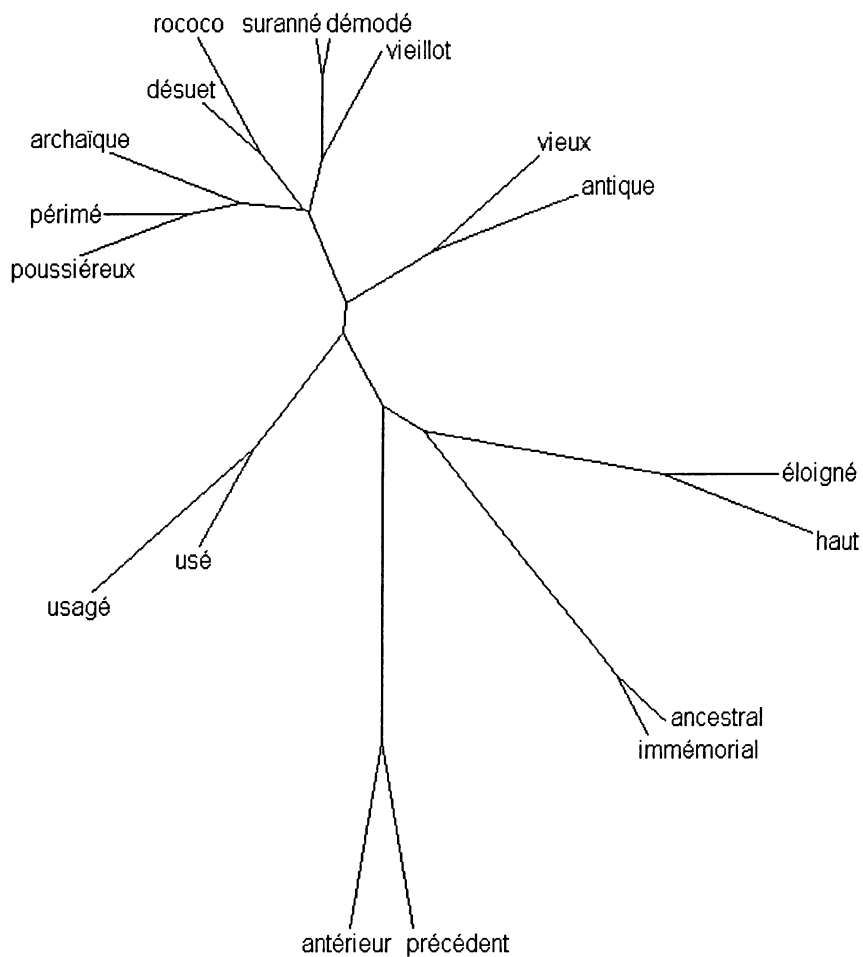 rococo suranné démodé
vieillot
désuet
archaïque
vieux
antique
périmé
poussiéreux
éloigné
haut
usé
usagé
ancestral
immémorial
antérieur précédent